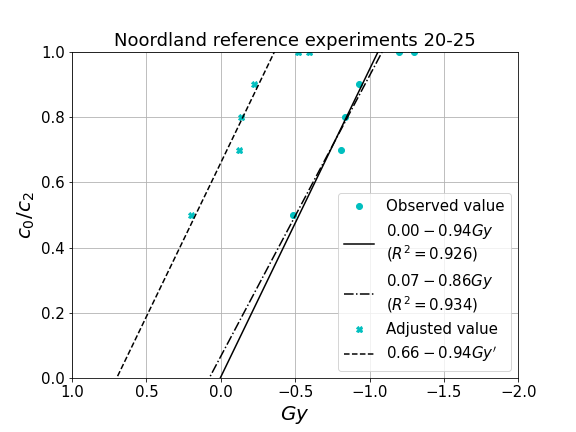 Noordland reference experiments 20-25
1.0
0.8
0.6
0.4
0.2
0.0
c₀/c₂
1.0
0.5
0.0
−0.5
−1.0
−1.5
−2.0
Gy
Observed value
0.00 − 0.94Gy
(R² = 0.926)
0.07 − 0.86Gy
(R² = 0.934)
Adjusted value
0.66 − 0.94Gy′